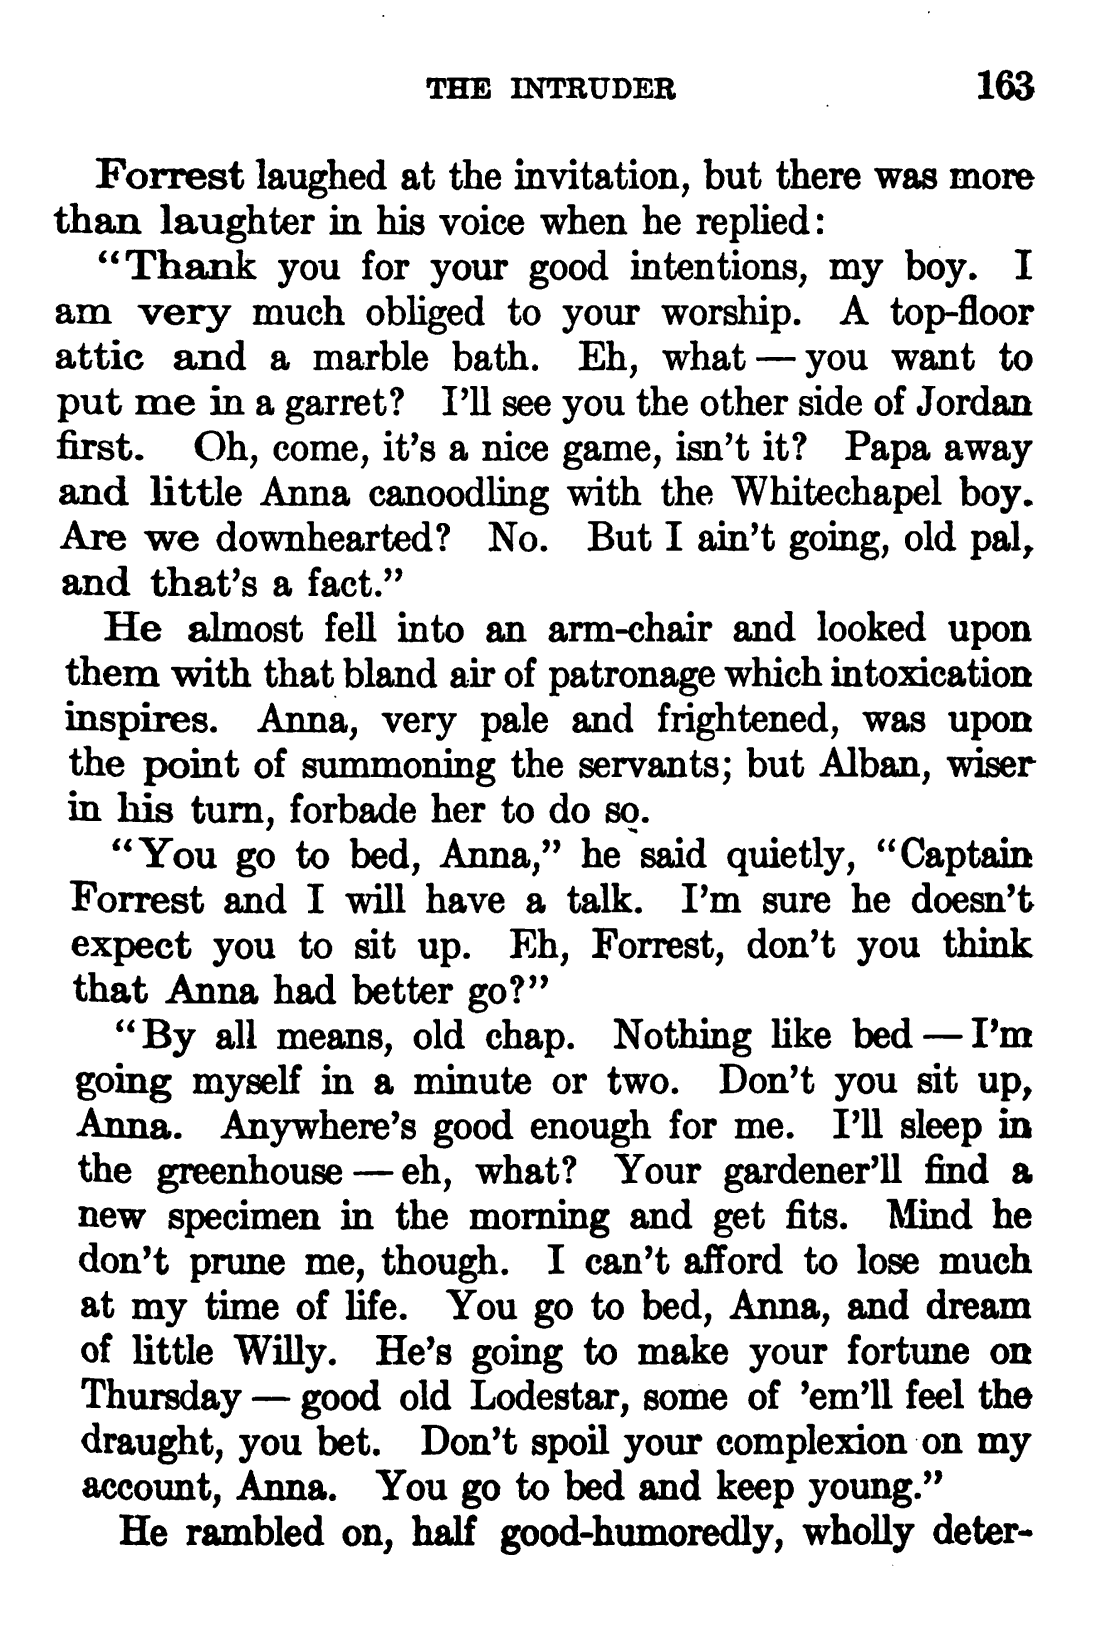 THE INTRUDER 163
Forrest laughed at the invitation, but there was more
than laughter in his voice when he replied:
“Thank you for your good intentions, my boy. I
am very much obliged to your worship. A top-floor
attic and a marble bath. Eh, what — you want to
put me in a garret? I’ll see you the other side of Jordan
first. Oh, come, it’s a nice game, isn’t it? Papa away
and little Anna canoodling with the Whitechapel boy.
Are we downhearted? No. But I ain’t going, old pal,
and that’s a fact.”
He almost fell into an arm-chair and looked upon
them with that bland air of patronage which intoxication
inspires. Anna, very pale and frightened, was upon
the point of summoning the servants; but Alban, wiser
in his turn, forbade her to do so.
“You go to bed, Anna,” he said quietly, “Captain
Forrest and I will have a talk. I’m sure he doesn’t
expect you to sit up. Eh, Forrest, don’t you think
that Anna had better go?”
“By all means, old chap. Nothing like bed — I’m
going myself in a minute or two. Don’t you sit up,
Anna. Anywhere’s good enough for me. I’ll sleep in
the greenhouse — eh, what? Your gardener’ll find a
new specimen in the morning and get fits. Mind he
don’t prune me, though. I can’t afford to lose much
at my time of life. You go to bed, Anna, and dream
of little Willy. He’s going to make your fortune on
Thursday — good old Lodestar, some of ’em’ll feel the
draught, you bet. Don’t spoil your complexion on my
account, Anna. You go to bed and keep young.”
He rambled on, half good-humoredly, wholly deter-